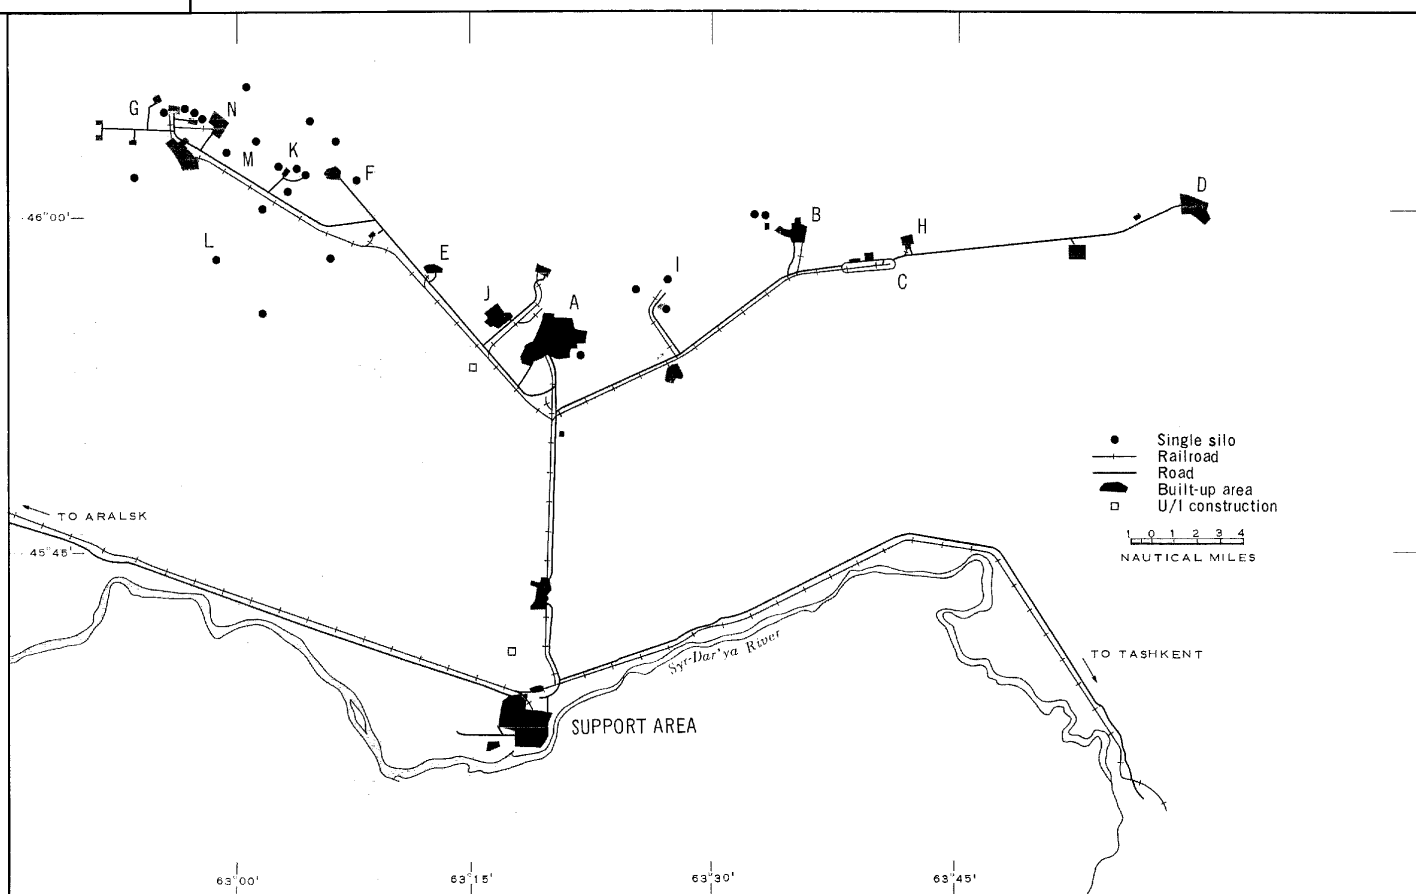 G
N
M
K
F
D
46°00'
B
H
L
E
I
C
J
A
Single silo
Railroad
Road
Built-up area
U/I construction
1 0 1 2 3 4
NAUTICAL MILES
TO ARALSK
45°45'
Syr-Dar'ya River
TO TASHKENT
SUPPORT AREA
63°00' 63°15' 63°30' 63°45'